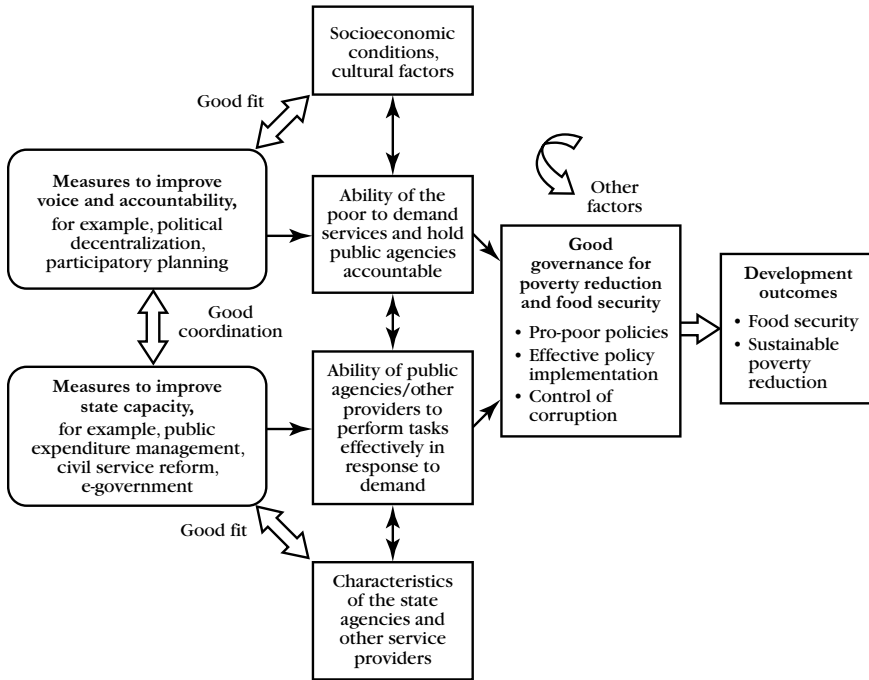 Socioeconomic
conditions,
cultural factors
Good fit
Measures to improve
voice and accountability,
for example, political
decentralization,
participatory planning
Ability of the
poor to demand
services and hold
public agencies
accountable
Other
factors
Good
governance for
poverty reduction
and food security
• Pro-poor policies
• Effective policy
implementation
• Control of
corruption
Development
outcomes
• Food security
• Sustainable
poverty
reduction
Good
coordination
Measures to improve
state capacity,
for example, public
expenditure management,
civil service reform,
e-government
Ability of public
agencies/other
providers to
perform tasks
effectively in
response to
demand
Good fit
Characteristics
of the state
agencies and
other service
providers